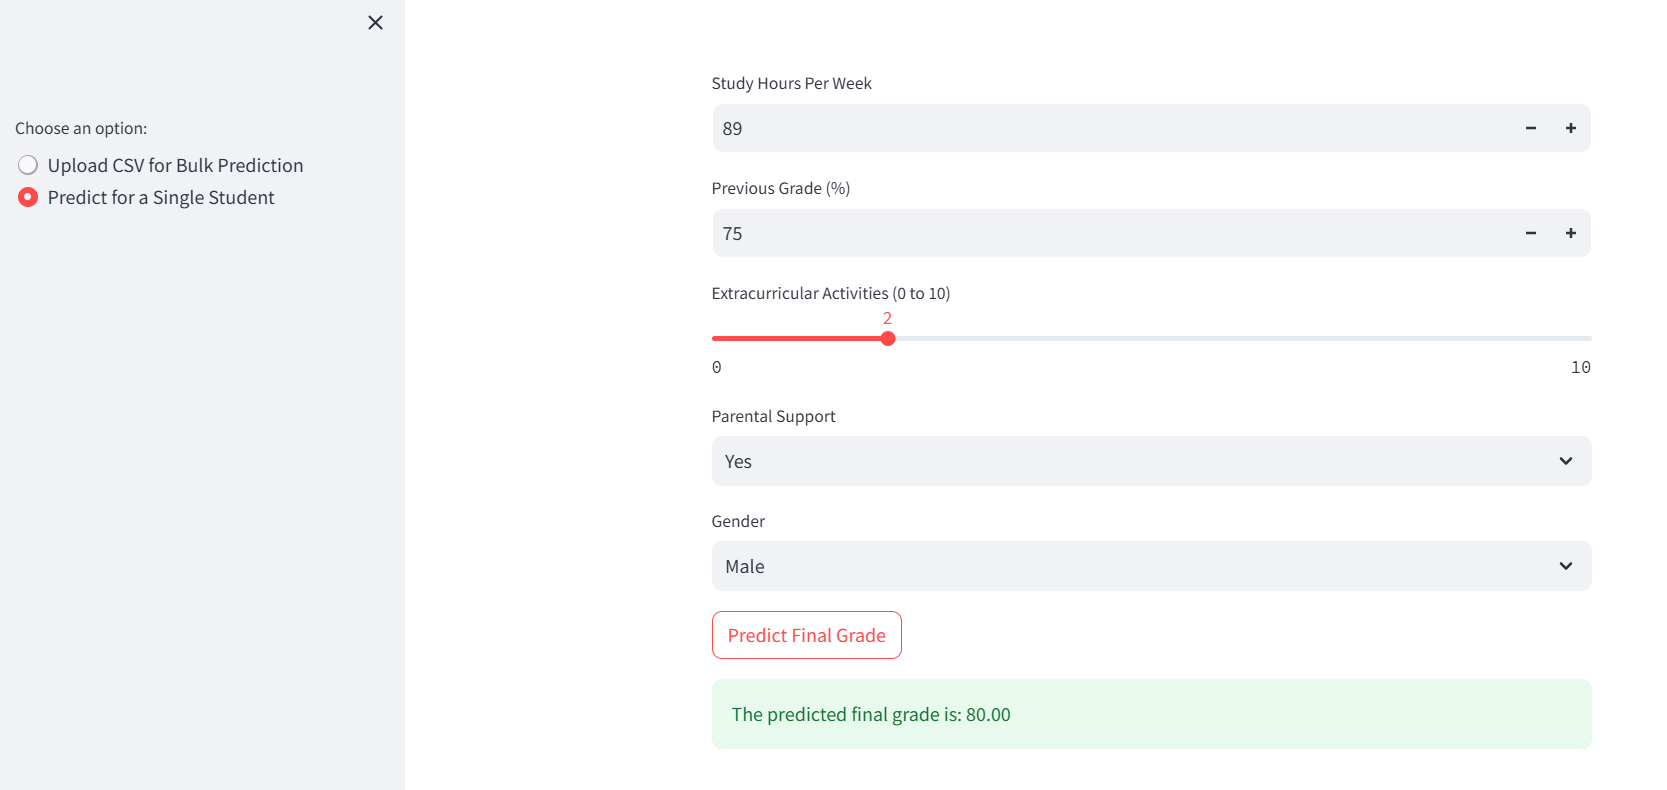 Choose an option:
Upload CSV for Bulk Prediction
Predict for a Single Student
Study Hours Per Week
89
Previous Grade (%)
75
Extracurricular Activities (0 to 10)
2
0 10
Parental Support
Yes
Gender
Male
Predict Final Grade
The predicted final grade is: 80.00